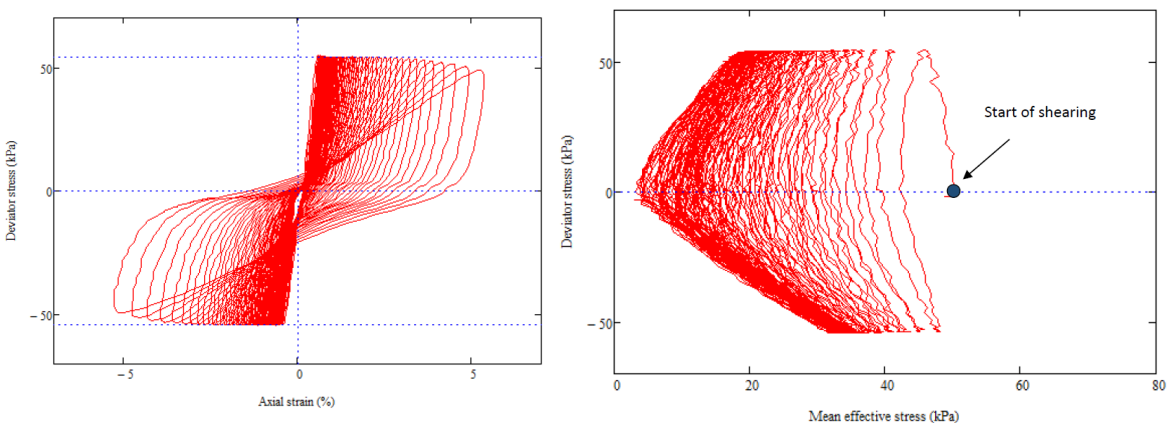 Deviator stress (kPa)
50
0
− 50
− 5
0
5
Axial strain (%)
Deviator stress (kPa)
50
0
− 50
0
20
40
60
80
Mean effective stress (kPa)
Start of shearing